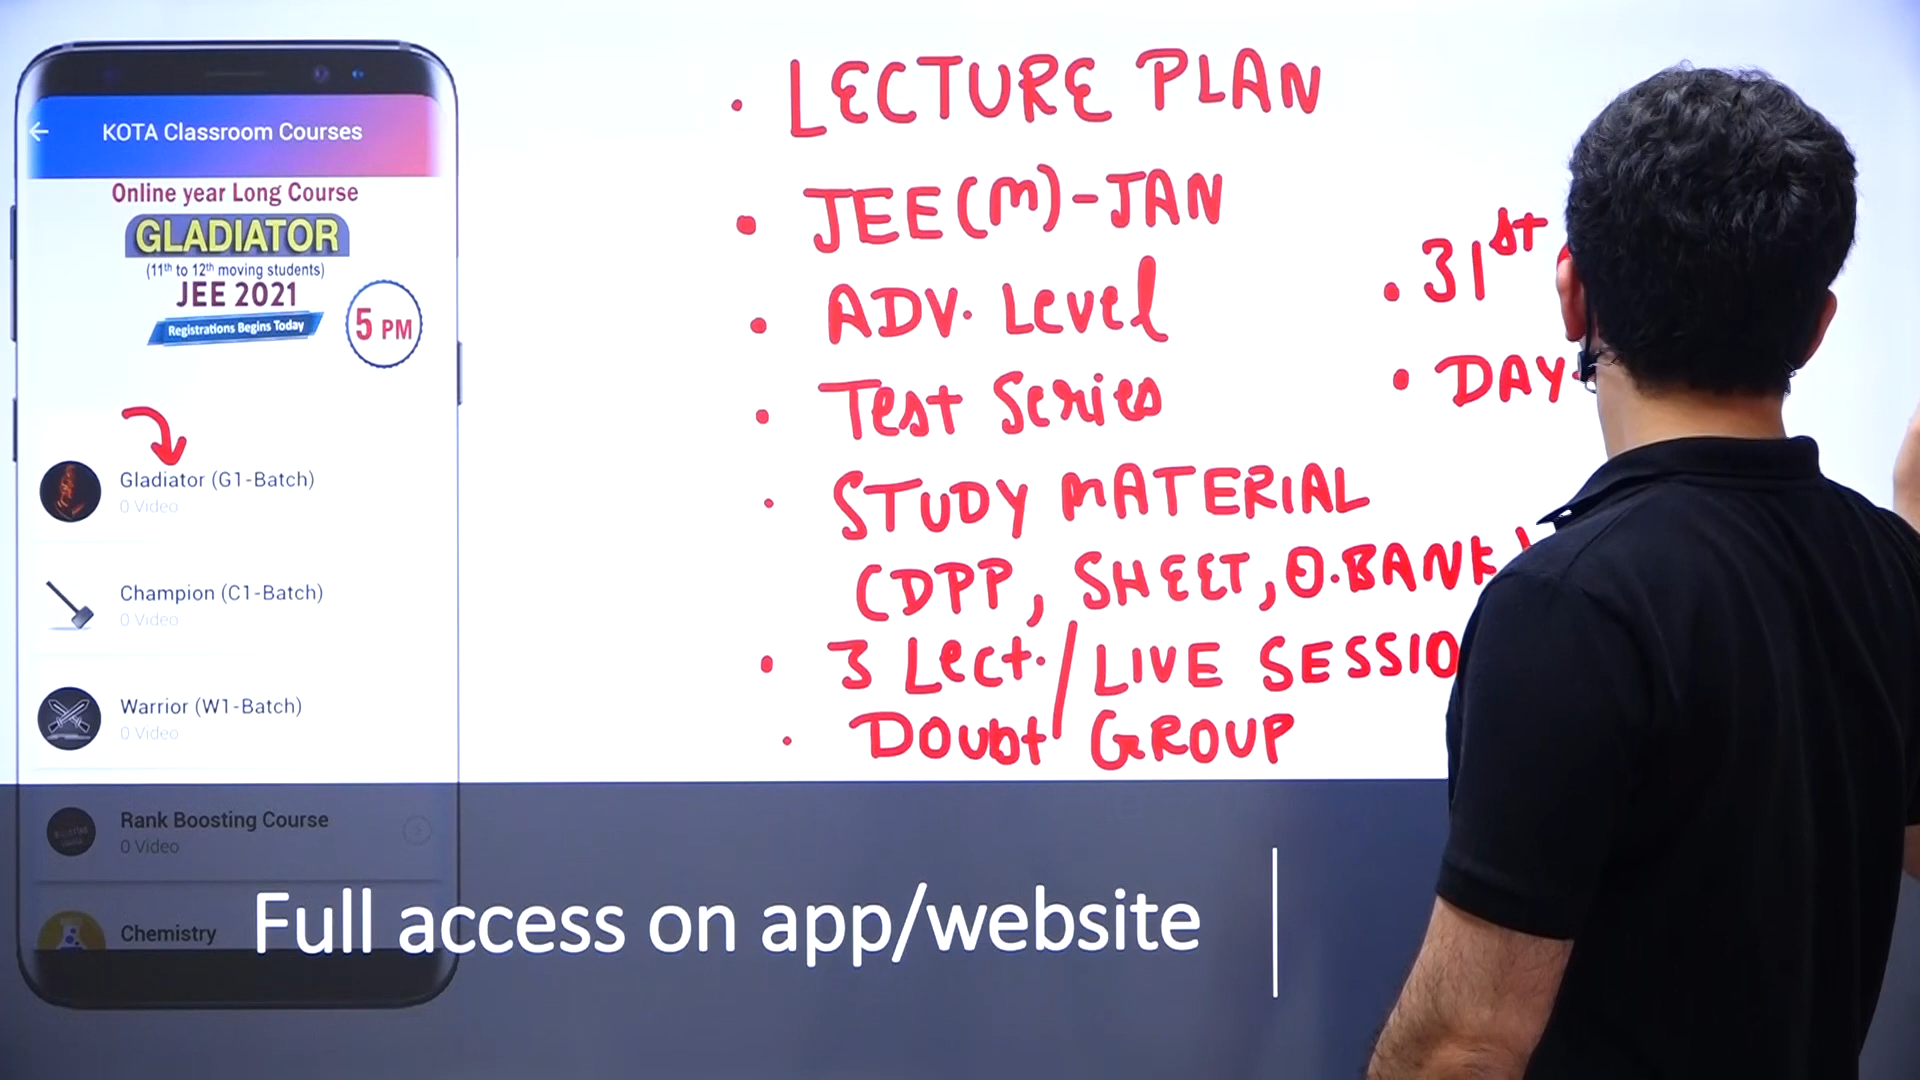 KOTA Classroom Courses
Online year Long Course
GLADIATOR
(11th to 12th moving students)
JEE 2021
Registrations Begins Today
5 PM
Gladiator (G1-Batch)
0 Video
Champion (C1-Batch)
0 Video
Warrior (W1-Batch)
0 Video
Rank Boosting Course
0 Video
Chemistry
• LECTURE PLAN
• JEE(M)-JAN
• ADV. Level
• Test Series
• STUDY MATERIAL
(DPP, SHEET, Q.BANK)
• 3 Lect./LIVE SESSIO
• Doubt GROUP
• 31st
• DAY
Full access on app/website